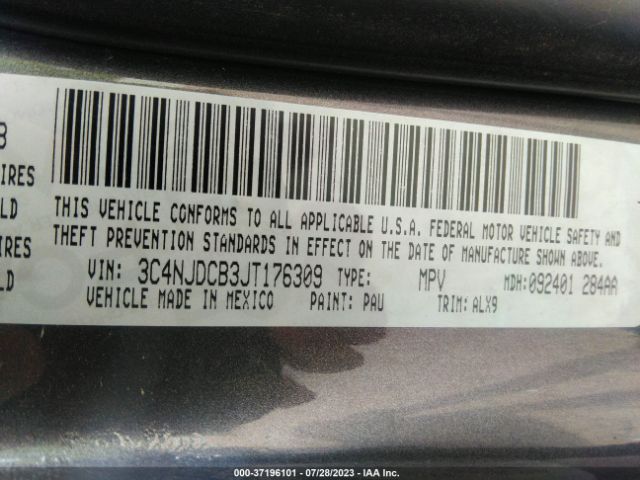 3
IRES
LD
RES
LD
THIS VEHICLE CONFORMS TO ALL APPLICABLE U.S.A. FEDERAL MOTOR VEHICLE SAFETY AND
THEFT PREVENTION STANDARDS IN EFFECT ON THE DATE OF MANUFACTURE SHOWN ABOVE.
VIN: 3C4NJDCB3JT176309 TYPE: MPV MDH:092401 284AA
VEHICLE MADE IN MEXICO PAINT: PAU TRIM: ALX9
000-37196101 / 07/28/2023 - IAA Inc.